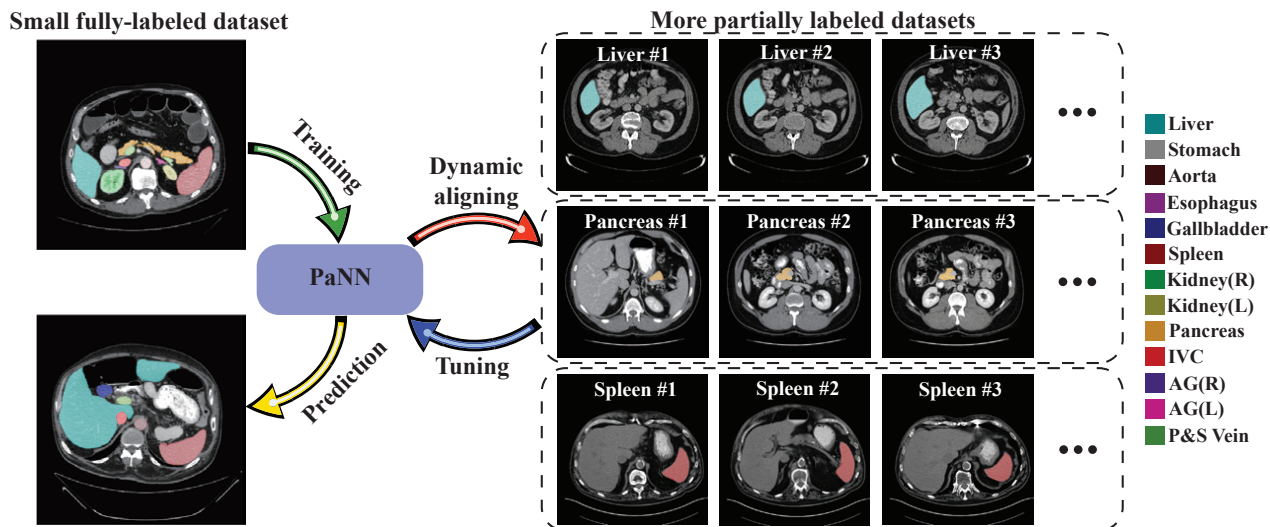 Small fully-labeled dataset
More partially labeled datasets
Liver #1
Liver #2
Liver #3
Training
Dynamic
aligning
PaNN
Pancreas #1
Pancreas #2
Pancreas #3
Tuning
Prediction
Spleen #1
Spleen #2
Spleen #3
Liver
Stomach
Aorta
Esophagus
Gallbladder
Spleen
Kidney(R)
Kidney(L)
Pancreas
IVC
AG(R)
AG(L)
P&S Vein